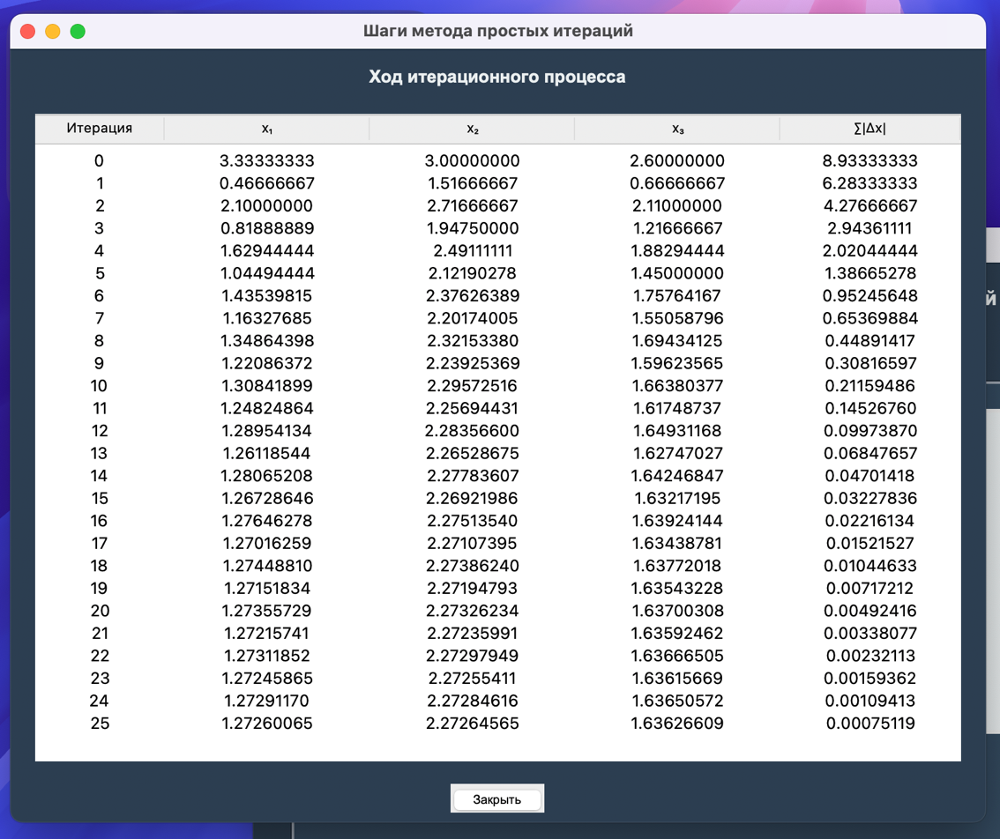 Шаги метода простых итераций
Ход итерационного процесса
Итерация x₁ x₂ x₃ ∑|Δx|
0 3.33333333 3.00000000 2.60000000 8.93333333
1 0.46666667 1.51666667 0.66666667 6.28333333
2 2.10000000 2.71666667 2.11000000 4.27666667
3 0.81888889 1.94750000 1.21666667 2.94361111
4 1.62944444 2.49111111 1.88294444 2.02044444
5 1.04494444 2.12190278 1.45000000 1.38665278
6 1.43539815 2.37626389 1.75764167 0.95245648
7 1.16327685 2.20174005 1.55058796 0.65369884
8 1.34864398 2.32153380 1.69434125 0.44891417
9 1.22086372 2.23925369 1.59623565 0.30816597
10 1.30841899 2.29572516 1.66380377 0.21159486
11 1.24824864 2.25694431 1.61748737 0.14526760
12 1.28954134 2.28356600 1.64931168 0.09973870
13 1.26118544 2.26528675 1.62747027 0.06847657
14 1.28065208 2.27783607 1.64246847 0.04701418
15 1.26728646 2.26921986 1.63217195 0.03227836
16 1.27646278 2.27513540 1.63924144 0.02216134
17 1.27016259 2.27107395 1.63438781 0.01521527
18 1.27448810 2.27386240 1.63772018 0.01044633
19 1.27151834 2.27194793 1.63543228 0.00717212
20 1.27355729 2.27326234 1.63700308 0.00492416
21 1.27215741 2.27235991 1.63592462 0.00338077
22 1.27311852 2.27297949 1.63666505 0.00232113
23 1.27245865 2.27255411 1.63615669 0.00159362
24 1.27291170 2.27284616 1.63650572 0.00109413
25 1.27260065 2.27264565 1.63626609 0.00075119
й
Закрыть